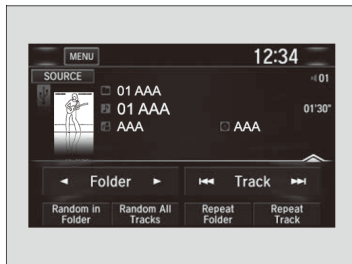 MENU
12:34
SOURCE
01
01 AAA
01 AAA
01'30"
AAA
AAA
Folder
Track
Random in
Folder
Random All
Tracks
Repeat
Folder
Repeat
Track